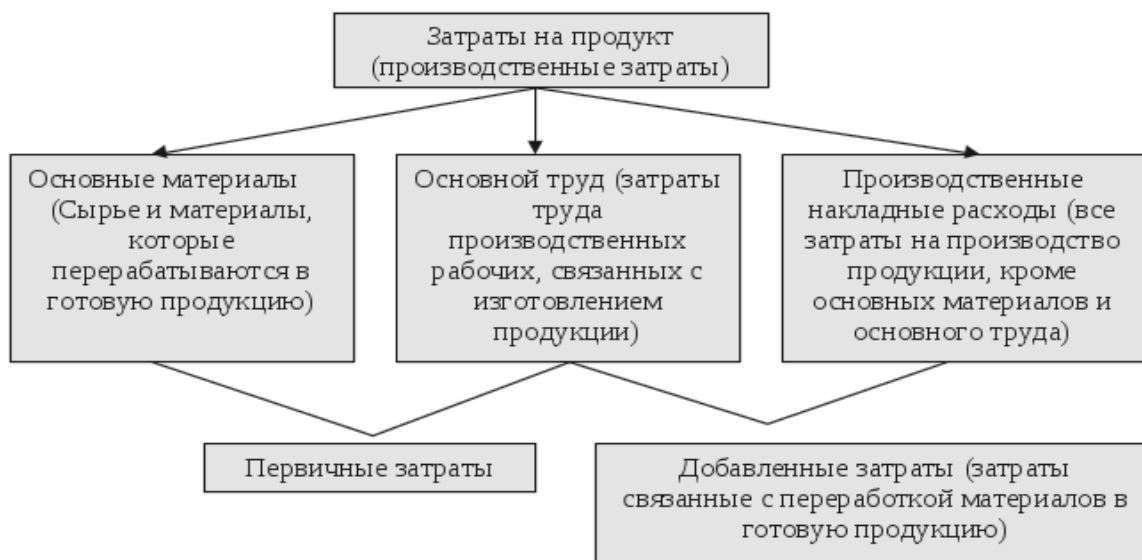 Затраты на продукт
(производственные затраты)
Основные материалы
(Сырье и материалы,
которые
перерабатываются в
готовую продукцию)
Основной труд (затраты
труда
производственных
рабочих, связанных с
изготовлением
продукции)
Производственные
накладные расходы (все
затраты на производство
продукции, кроме
основных материалов и
основного труда)
Первичные затраты
Добавленные затраты (затраты
связанные с переработкой материалов в
готовую продукцию)